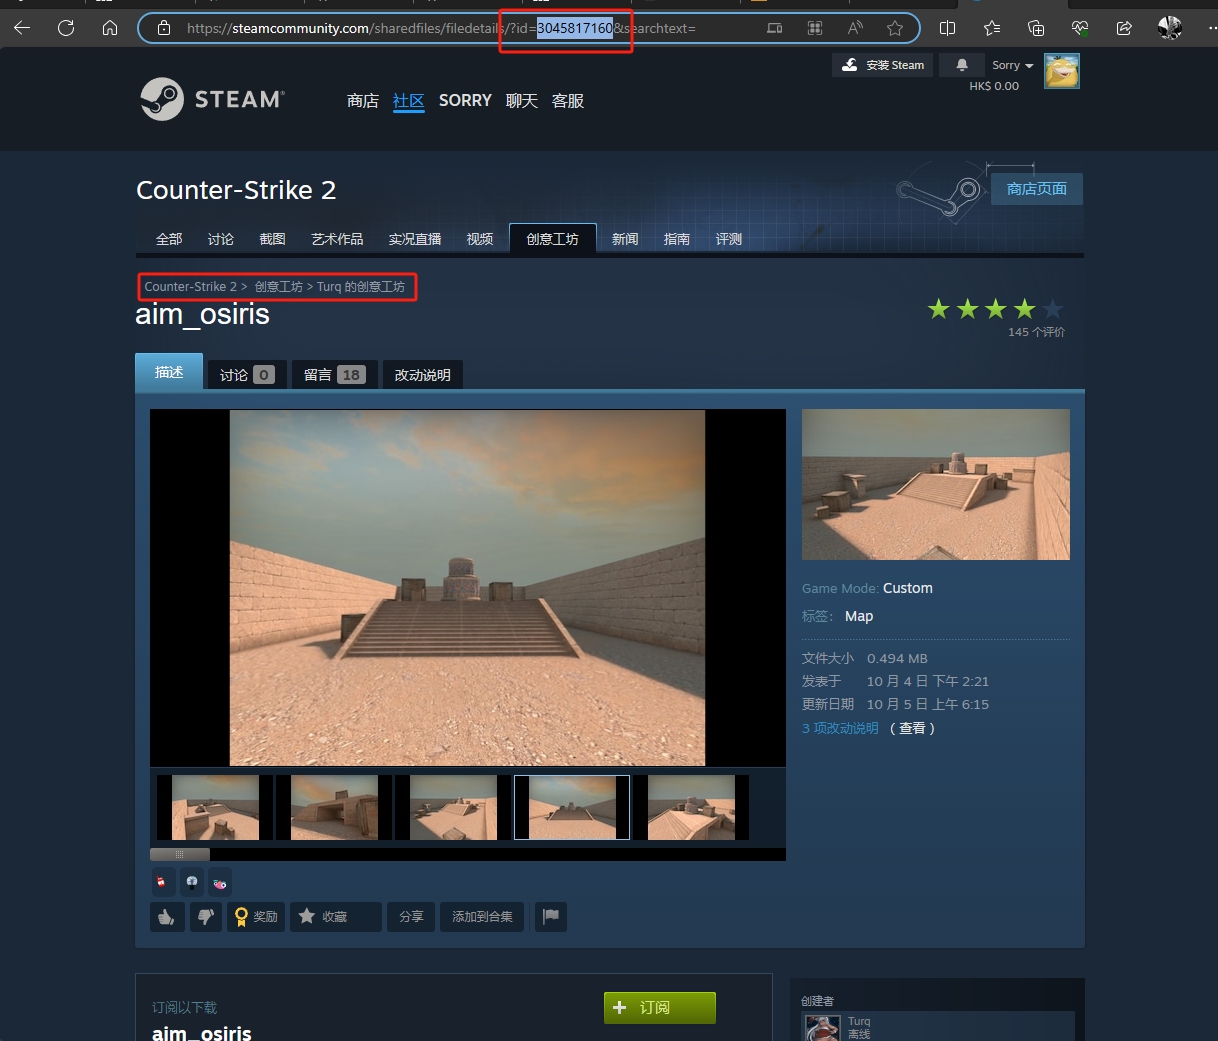 https://steamcommunity.com/sharedfiles/filedetails/?id=3045817160&searchtext=
安装 Steam
Sorry
HK$ 0.00
STEAM®
商店 社区 SORRY 聊天 客服
Counter-Strike 2
商店页面
全部 讨论 截图 艺术作品 实况直播 视频 创意工坊 新闻 指南 评测
Counter-Strike 2 > 创意工坊 > Turq 的创意工坊
aim_osiris
145 个评价
描述 讨论 0 留言 18 改动说明
Game Mode: Custom
标签: Map
文件大小 0.494 MB
发表于 10 月 4 日 下午 2:21
更新日期 10 月 5 日 上午 6:15
3 项改动说明 ( 查看 )
奖励 收藏 分享 添加到合集
订阅以下载
aim_osiris
订阅
创建者
Turq
离线